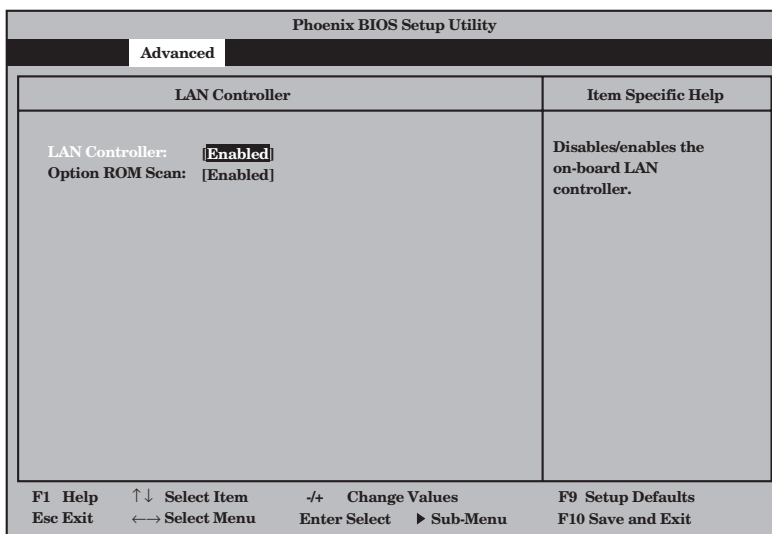 Phoenix BIOS Setup Utility
Advanced
LAN Controller
Item Specific Help
LAN Controller: [Enabled]
Option ROM Scan: [Enabled]
Disables/enables the
on-board LAN
controller.
F1 Help ↑↓ Select Item -/+ Change Values F9 Setup Defaults
Esc Exit ←→ Select Menu Enter Select ▶ Sub-Menu F10 Save and Exit